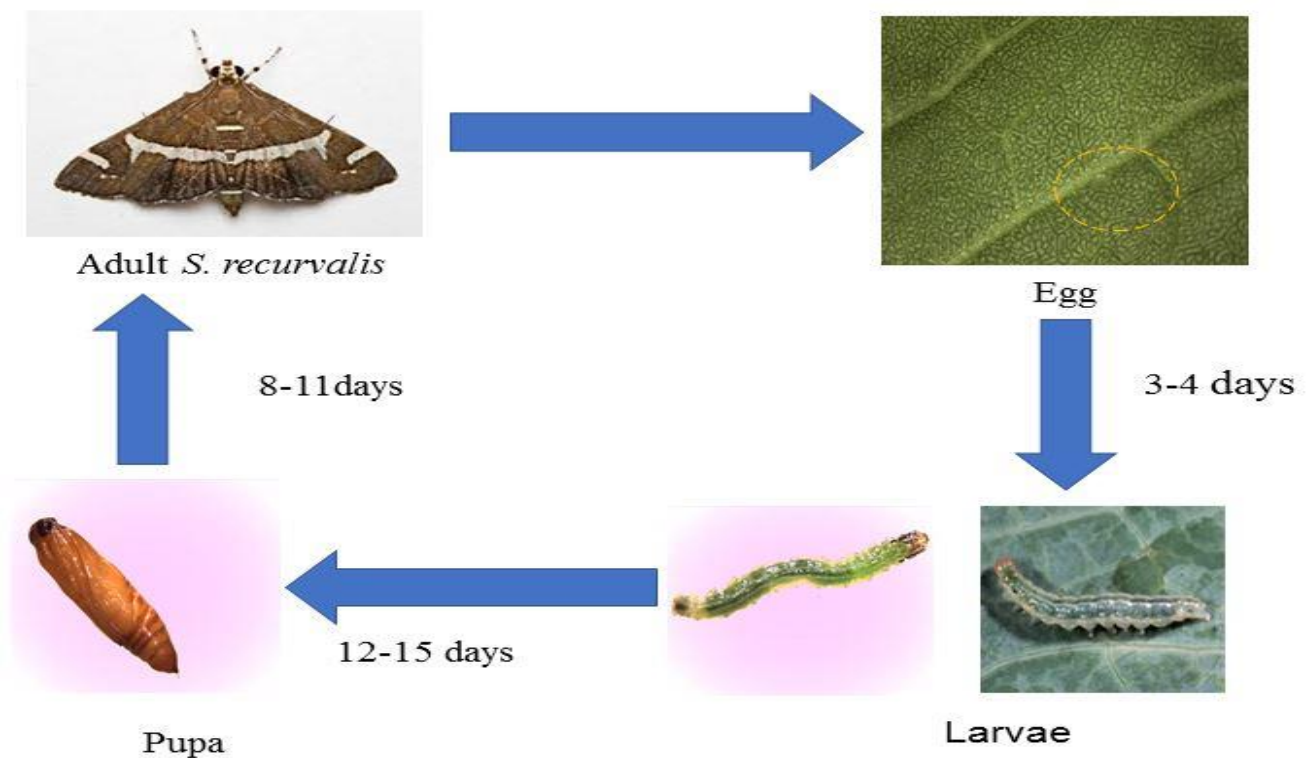 Adult S. recurvalis
Egg
8-11days
3-4 days
12-15 days
Larvae
Pupa